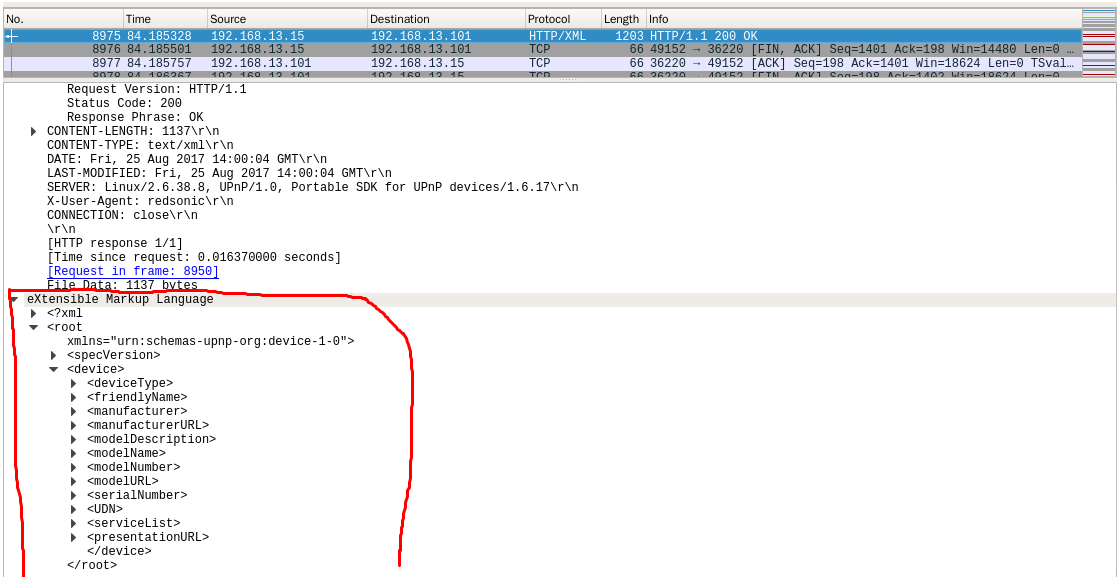 No. Time Source Destination Protocol Length Info
8975 84.185328 192.168.13.15 192.168.13.101 HTTP/XML 1203 HTTP/1.1 200 OK
8976 84.185501 192.168.13.15 192.168.13.101 TCP 66 49152 → 36220 [FIN, ACK] Seq=1401 Ack=198 Win=14480 Len=0 …
8977 84.185757 192.168.13.101 192.168.13.15 TCP 66 36220 → 49152 [ACK] Seq=198 Ack=1401 Win=18624 Len=0 TSval…
8978 84.186367 192.168.13.101 192.168.13.15 TCP 66 36220 → 49152 [FIN, ACK] Seq=198 Ack=1402 Win=18624 Len=0
Request Version: HTTP/1.1
Status Code: 200
Response Phrase: OK
CONTENT-LENGTH: 1137\r\n
CONTENT-TYPE: text/xml\r\n
DATE: Fri, 25 Aug 2017 14:00:04 GMT\r\n
LAST-MODIFIED: Fri, 25 Aug 2017 14:00:04 GMT\r\n
SERVER: Linux/2.6.38.8, UPnP/1.0, Portable SDK for UPnP devices/1.6.17\r\n
X-User-Agent: redsonic\r\n
CONNECTION: close\r\n
\r\n
[HTTP response 1/1]
[Time since request: 0.016370000 seconds]
[Request in frame: 8950]
File Data: 1137 bytes
eXtensible Markup Language
<?xml
<root
xmlns="urn:schemas-upnp-org:device-1-0">
<specVersion>
<device>
<deviceType>
<friendlyName>
<manufacturer>
<manufacturerURL>
<modelDescription>
<modelName>
<modelNumber>
<modelURL>
<serialNumber>
<UDN>
<serviceList>
<presentationURL>
</device>
</root>